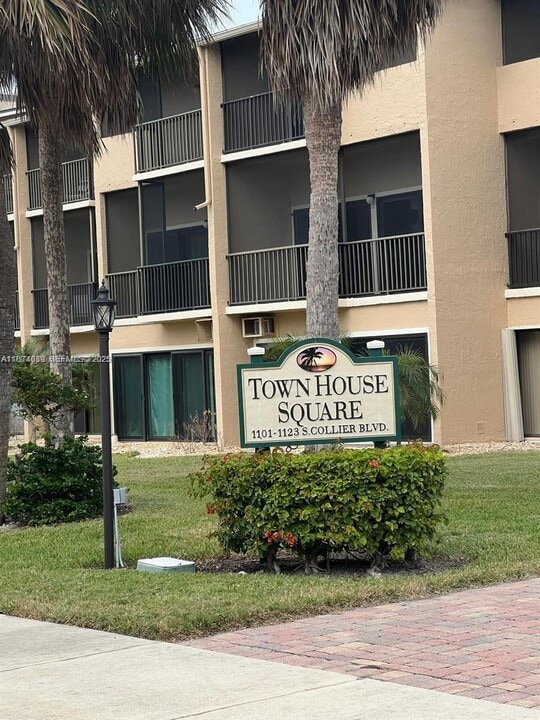 TOWN HOUSE
SQUARE
1101-1123 S.COLLIER BLVD.